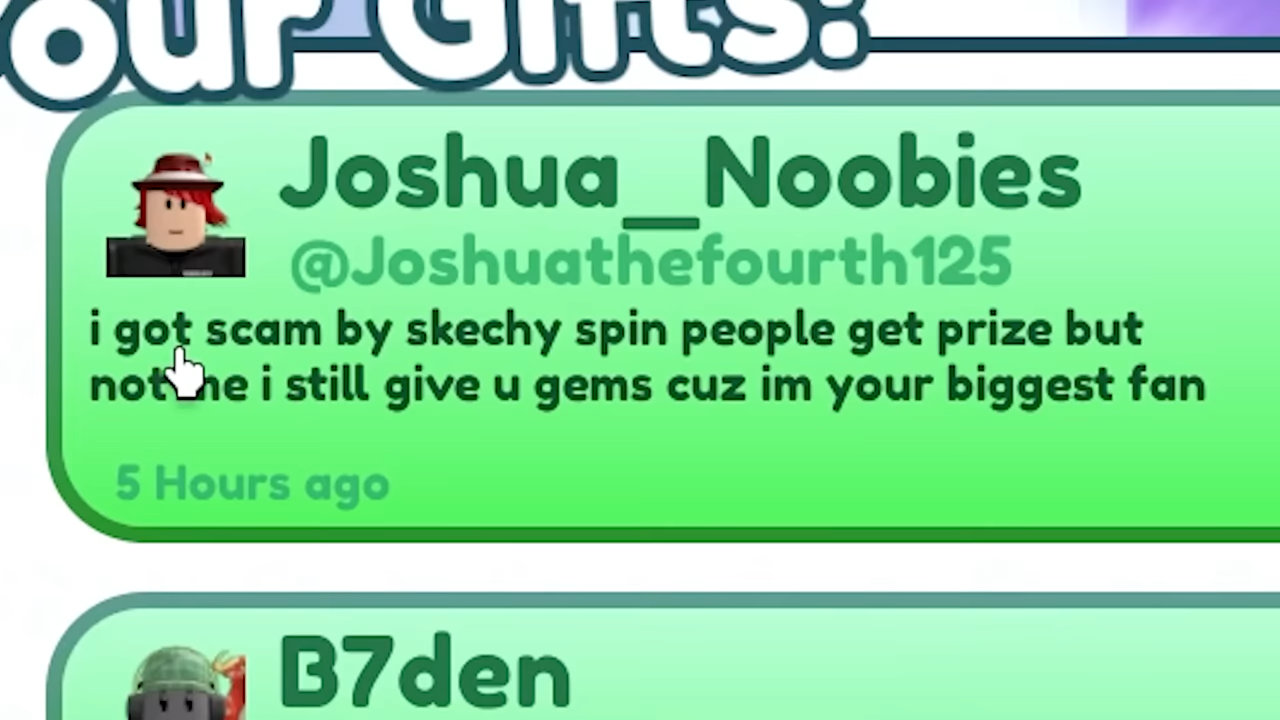 our Gifts!
Joshua_Noobies
@Joshuathefourth125
i got scam by skechy spin people get prize but
not me i still give u gems cuz im your biggest fan
5 Hours ago
B7den